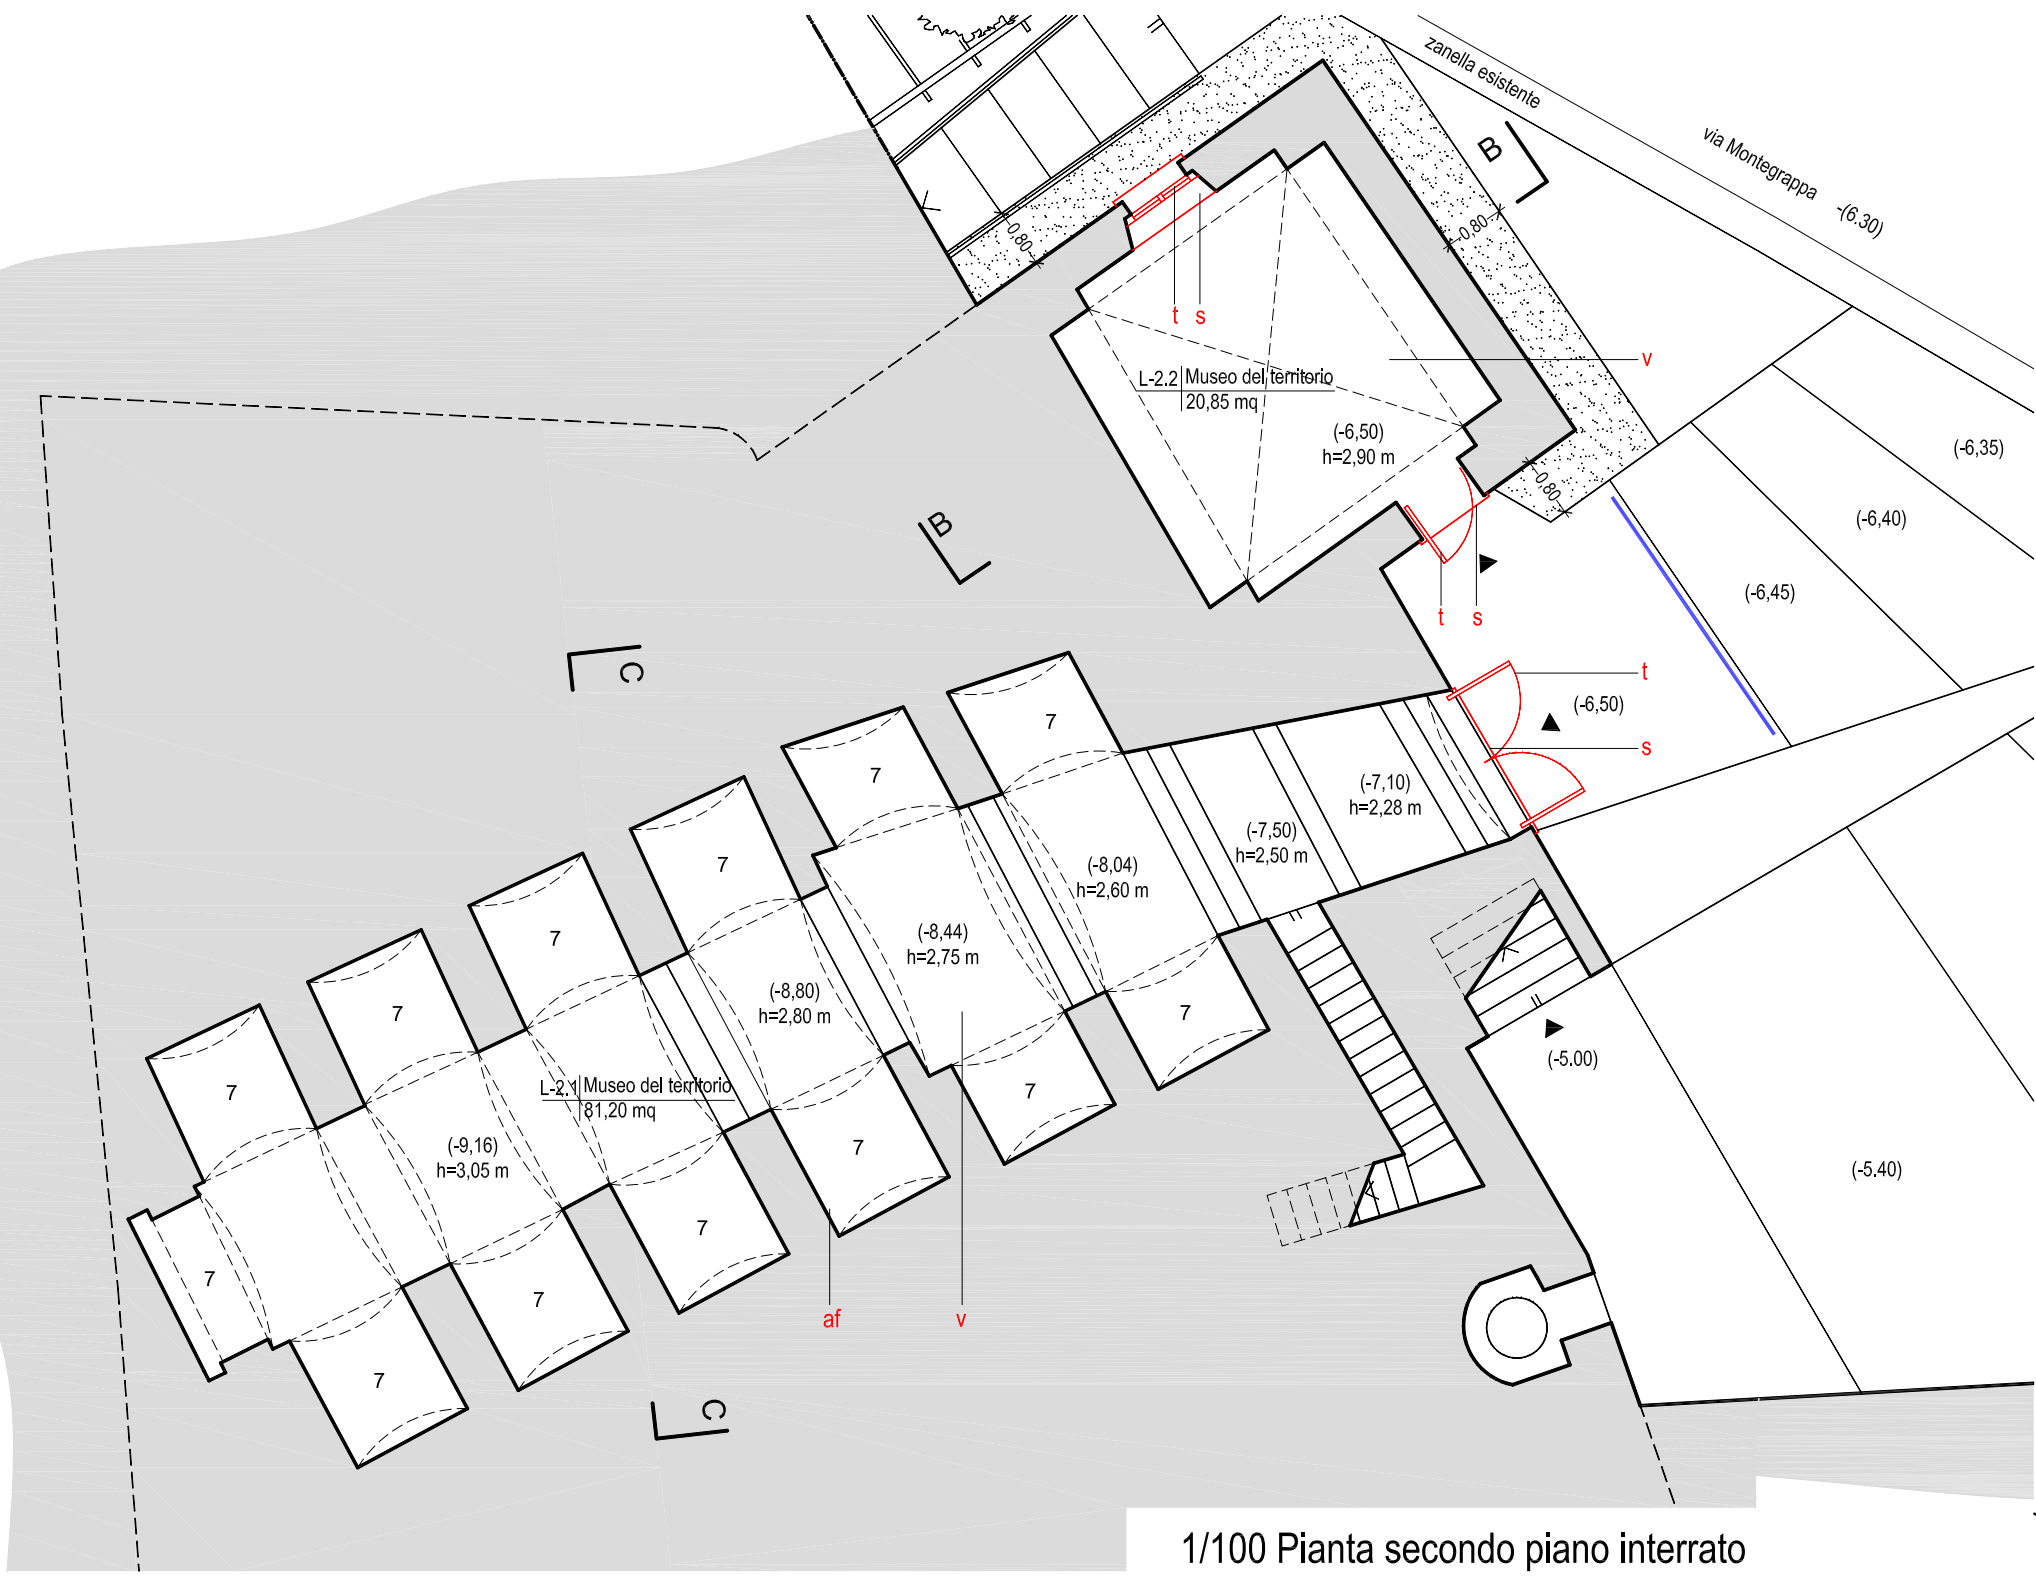 zanella esistente
via Montegrappa -(6.30)
B
0,80
0,80
t s
v
L-2.2 Museo del territorio
20,85 mq
(-6,50)
h=2,90 m
(-6,35)
0,80
(-6,40)
B
(-6,45)
t s
C
t
(-6,50)
s
7
7
7
7
7
7
(-7,10)
h=2,28 m
(-7,50)
h=2,50 m
(-8,04)
h=2,60 m
(-8,44)
h=2,75 m
(-8,80)
h=2,80 m
L-2.1 Museo del territorio
81,20 mq
(-9,16)
h=3,05 m
7
7
7
7
7
7
7
(-5.00)
(-5.40)
af
v
C
1/100 Pianta secondo piano interrato